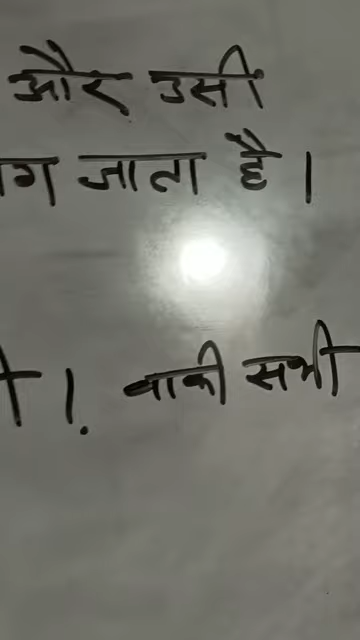 और उसी
ग जाता है।
ी।. बाकी सभी